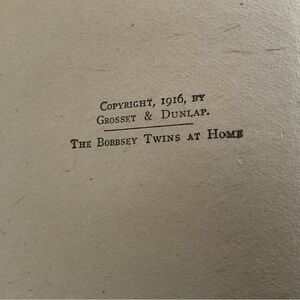 Copyright, 1916, by
Grosset & Dunlap.
The Bobbsey Twins at Home